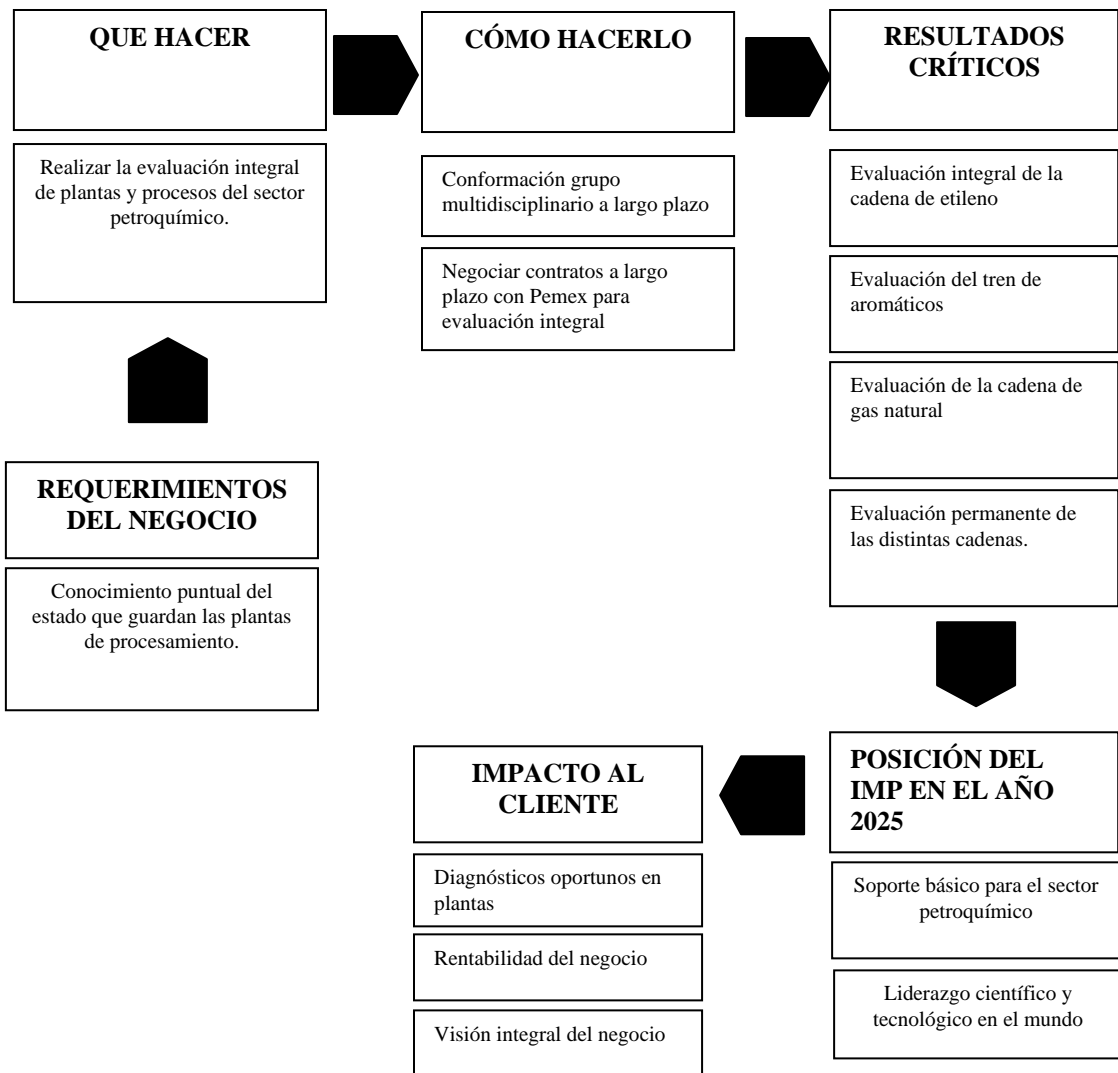 QUE HACER
Realizar la evaluación integral
de plantas y procesos del sector
petroquímico.
CÓMO HACERLO
Conformación grupo
multidisciplinario a largo plazo
Negociar contratos a largo
plazo con Pemex para
evaluación integral
RESULTADOS
CRÍTICOS
Evaluación integral de la
cadena de etileno
Evaluación del tren de
aromáticos
Evaluación de la cadena de
gas natural
Evaluación permanente de
las distintas cadenas.
REQUERIMIENTOS
DEL NEGOCIO
Conocimiento puntual del
estado que guardan las plantas
de procesamiento.
IMPACTO AL
CLIENTE
Diagnósticos oportunos en
plantas
Rentabilidad del negocio
Visión integral del negocio
POSICIÓN DEL
IMP EN EL AÑO
2025
Soporte básico para el sector
petroquímico
Liderazgo científico y
tecnológico en el mundo